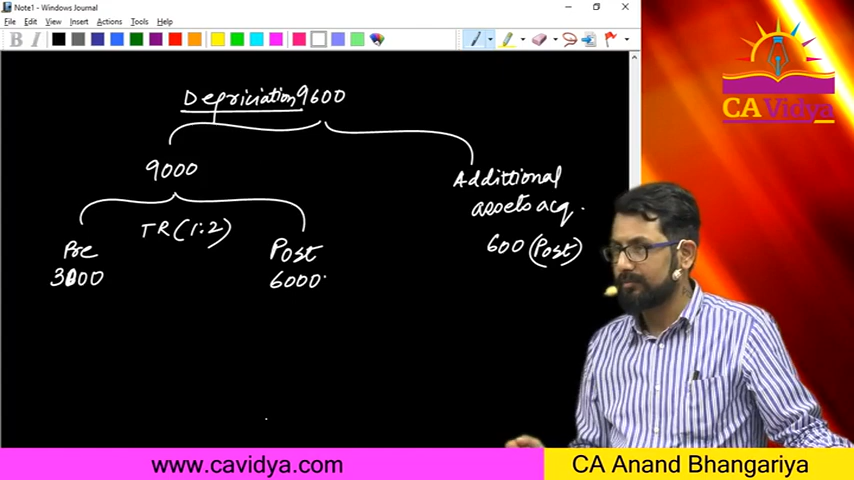 Note1 - Windows Journal
File Edit View Insert Actions Tools Help
B I
Depriciation 9600
9000
Additional
assets acq.
600 (Post)
TR (1:2)
Pre
3000
Post
6000
CA Vidya
www.cavidya.com
CA Anand Bhangariya